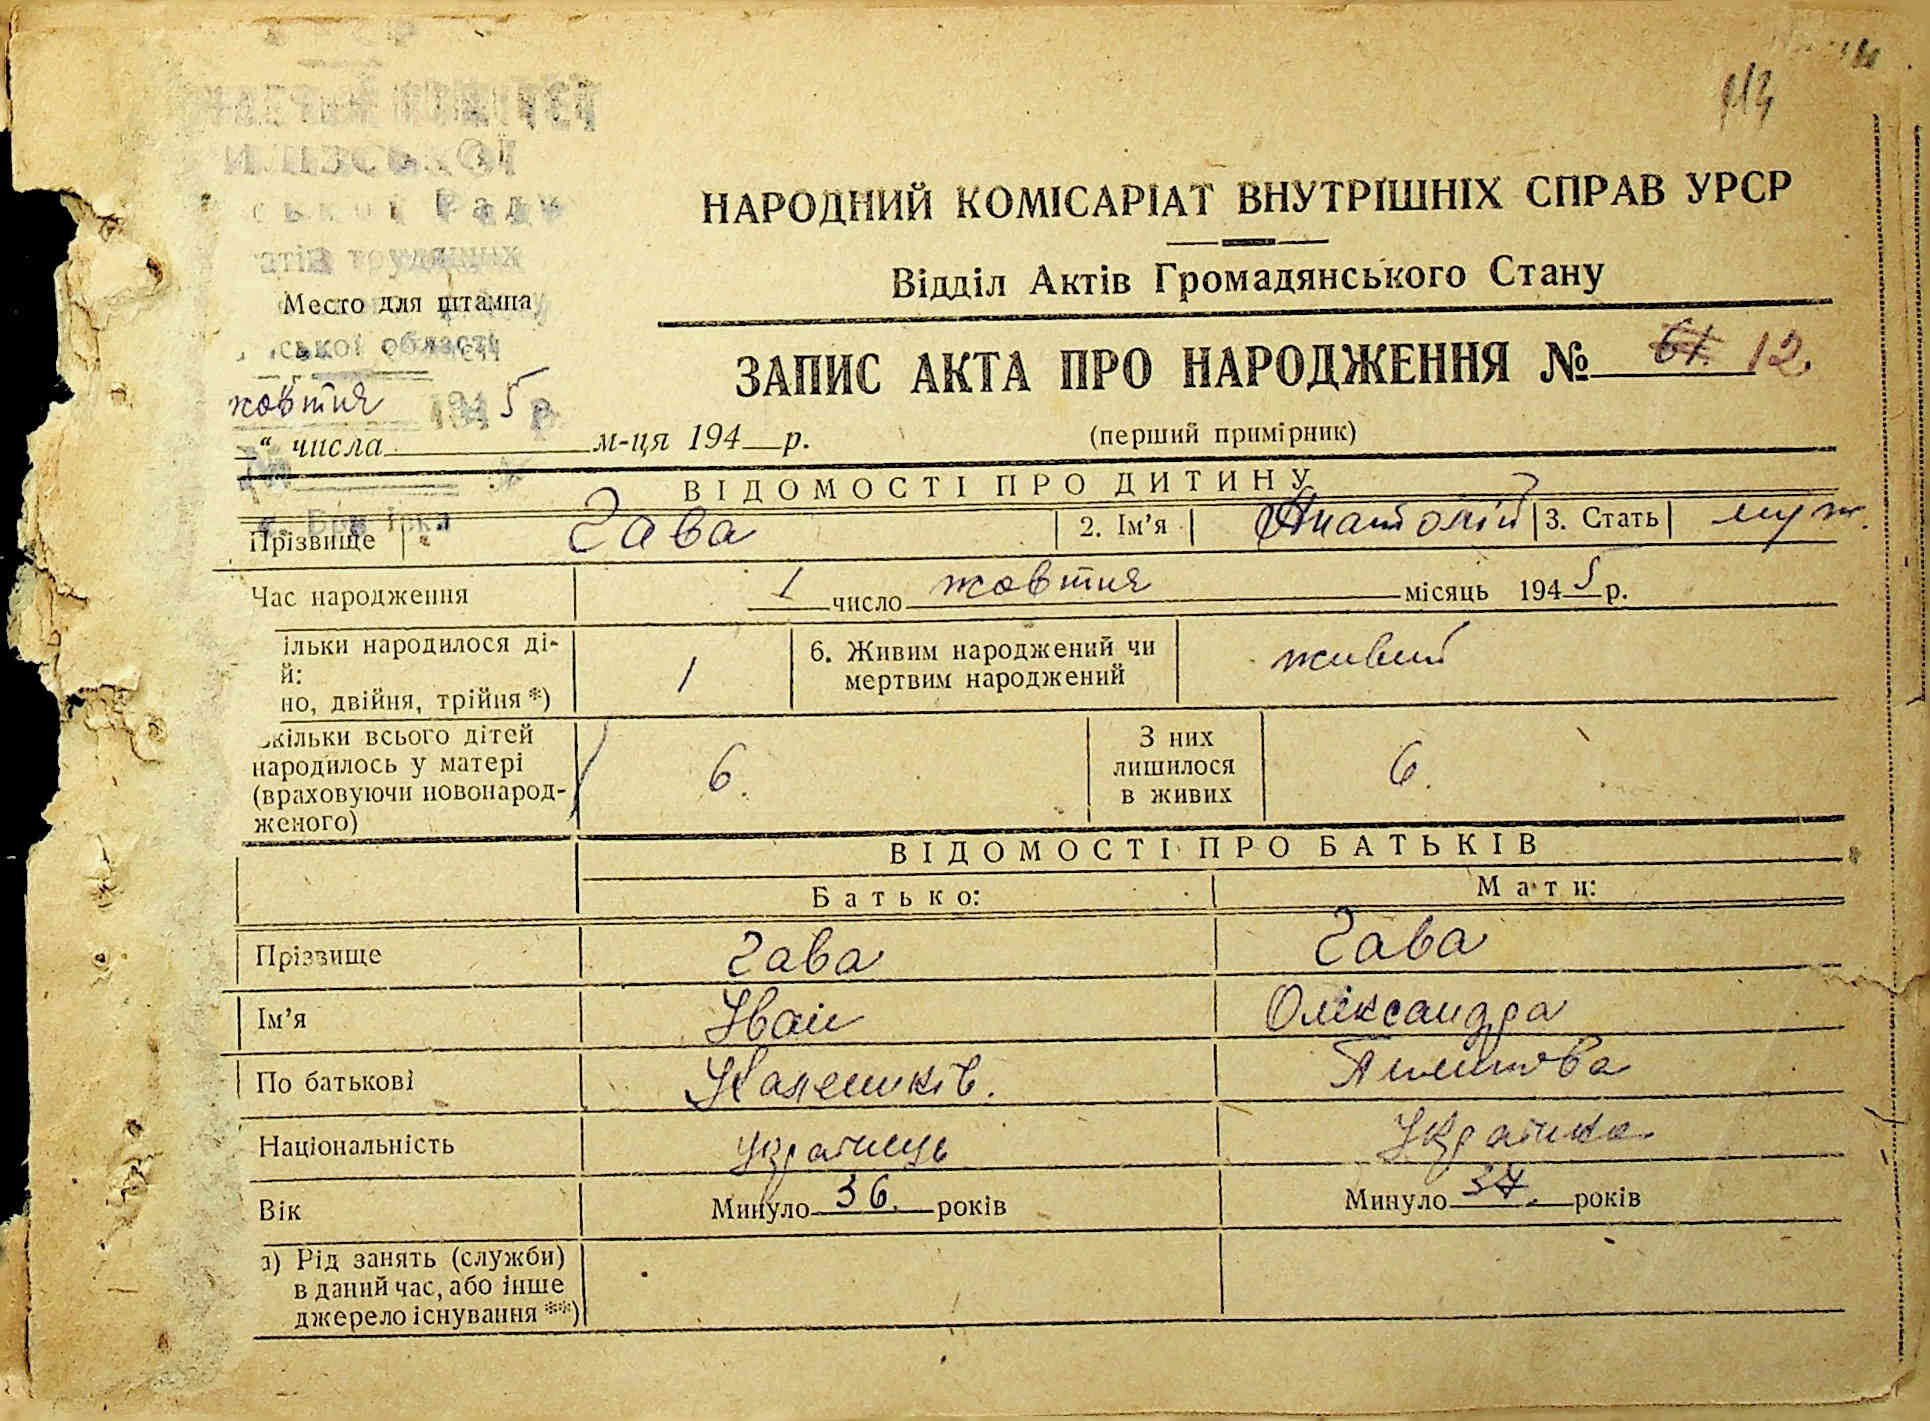 НАРОДНИЙ КОМІСАРІАТ ВНУТРІШНІХ СПРАВ УРСР
Відділ Актів Громадянського Стану
трудящих
Место для штампа
ської області
ЗАПИС АКТА ПРО НАРОДЖЕННЯ № 61. 12.
жовтня 1945 р.
“ числа м-ця 194 р.
(перший примірник)
ВІДОМОСТІ ПРО ДИТИНУ
Прізвище Гава 2. Ім’я Анатолій 3. Стать муж.
Час народження 1 число жовтня місяць 1945 р.
ільки народилося ді-
й:
но, двійня, трійня *) 1 6. Живим народжений чи мертвим народжений живий
кільки всього дітей
народилось у матері
(враховуючи новонарод-
женого) 6. З них лишилося в живих 6.
ВІДОМОСТІ ПРО БАТЬКІВ
Батько: Мати:
Прізвище Гава Гава
Ім’я Іван Олександра
По батькові
Національність українець Українка
Вік Минуло 36. років Минуло 37. років
а) Рід занять (служби)
в даний час, або інше
джерело існування **)